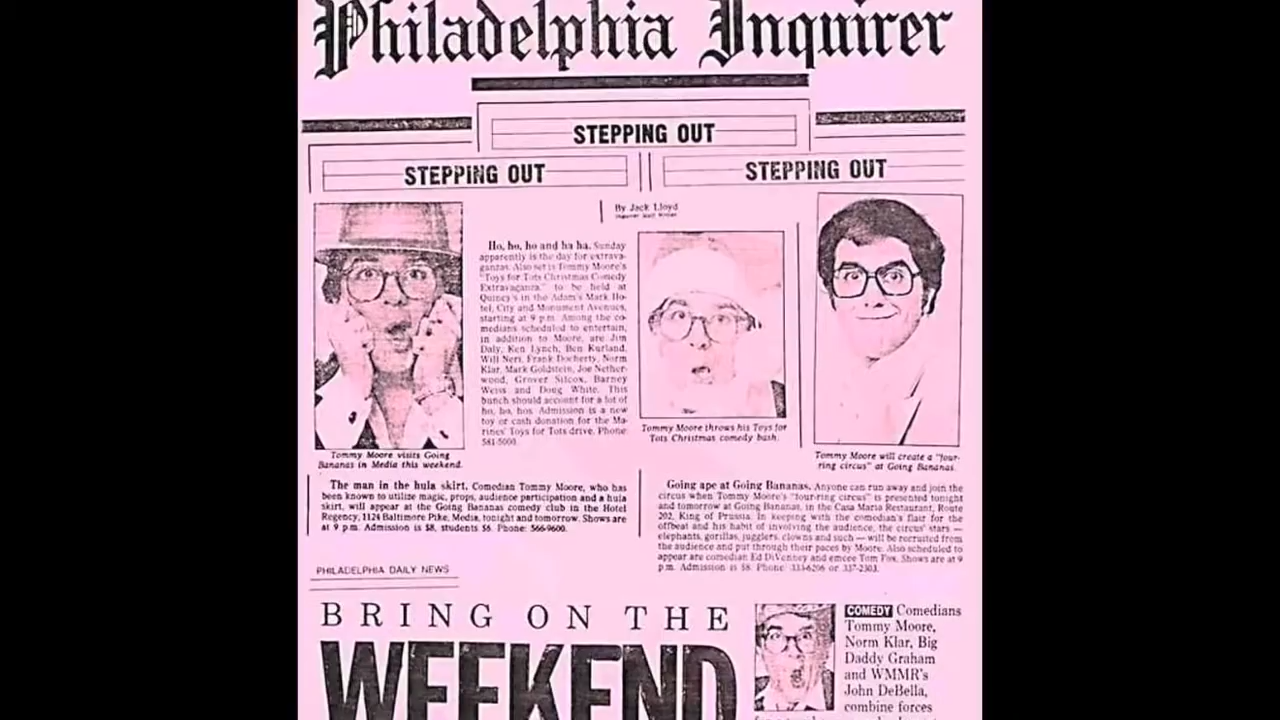 Philadelphia Inquirer
STEPPING OUT
STEPPING OUT
STEPPING OUT
By Jack Lloyd
Inquirer Staff Writer
Ho, ho, ho and ha ha. Sunday
apparently is the day for extrava-
ganzas. Also set is Tommy Moore's
"Toys for Tots Christmas Comedy
Extravaganza," to be held at
Quincy's in the Adam's Mark Ho-
tel, City and Monument Avenues,
starting at 9 p.m. Among the co-
medians scheduled to entertain,
in addition to Moore, are Jim
Daly, Ken Lynch, Ben Kurland,
Will Neri, Frank Docherty, Norm
Klar, Mark Goldstein, Joe Nether-
wood, Grover Silcox, Barney
Weiss and Doug White. This
bunch should account for a lot of
ho, ho, hos. Admission is a new
toy or cash donation for the Ma-
rines' Toys for Tots drive. Phone:
581-5000.
Tommy Moore visits Going
Bananas in Media this weekend.
Tommy Moore throws his Toys for
Tots Christmas comedy bash.
Tommy Moore will create a "four-
ring circus" at Going Bananas.
The man in the hula skirt. Comedian Tommy Moore, who has
been known to utilize magic, props, audience participation and a hula
skirt, will appear at the Going Bananas comedy club in the Hotel
Regency, 1124 Baltimore Pike, Media, tonight and tomorrow. Shows are
at 9 p.m. Admission is $8, students $6. Phone: 566-9600.
Going ape at Going Bananas. Anyone can run away and join the
circus when Tommy Moore's "four-ring circus" is presented tonight
and tomorrow at Going Bananas, in the Casa Maria Restaurant, Route
202, King of Prussia. In keeping with the comedian's flair for the
offbeat and his habit of involving the audience, the circus' stars —
elephants, gorillas, jugglers, clowns and such — will be recruited from
the audience and put through their paces by Moore. Also scheduled to
appear are comedian Ed DiVenney and emcee Tom Fox. Shows are at 9
p.m. Admission is $8. Phone: 333-6206 or 337-2303.
PHILADELPHIA DAILY NEWS
BRING ON THE
WEEKEND
COMEDY Comedians
Tommy Moore,
Norm Klar, Big
Daddy Graham
and WMMR's
John DeBella,
combine forces